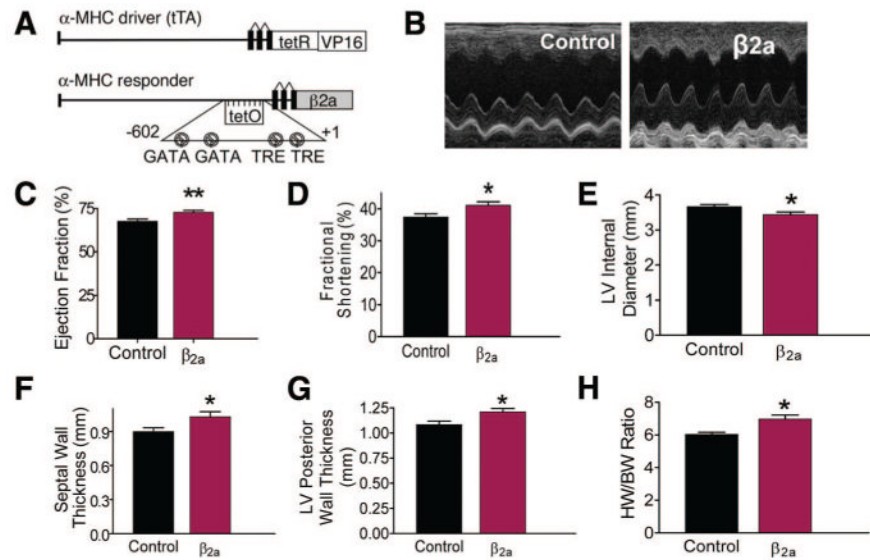 A
α-MHC driver (tTA)
tetR VP16
α-MHC responder
β2a
tetO
-602 +1
GATA GATA TRE TRE
B
Control
β2a
C
Ejection Fraction (%)
75
50
25
0
**
Control β2a
D
Fractional
Shortening (%)
40
30
20
10
0
*
Control β2a
E
LV Internal
Diameter (mm)
4
3
2
1
0
*
Control β2a
F
Septal Wall
Thickness (mm)
0.9
0.6
0.3
0.0
*
Control β2a
G
LV Posterior
Wall Thickness
(mm)
1.25
1.00
0.75
0.50
0.25
0.00
*
Control β2a
H
HW/BW Ratio
8
6
4
2
0
*
Control β2a